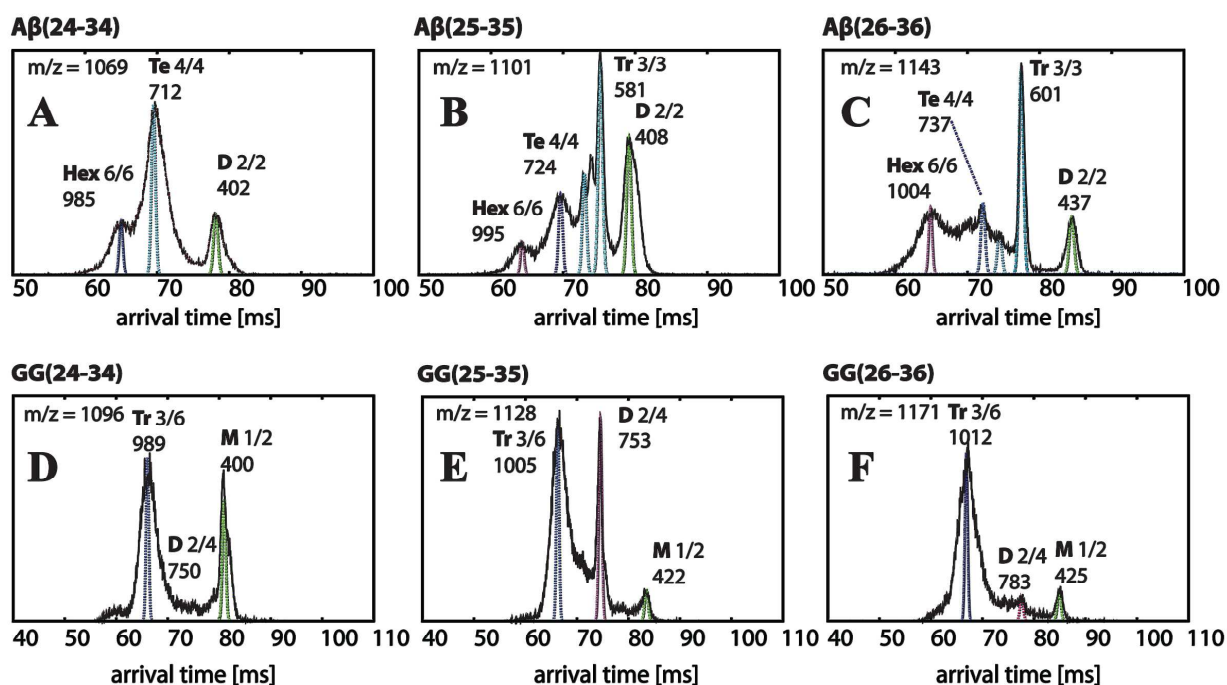 Aβ(24-34)
m/z = 1069
A
Te 4/4
712
Hex 6/6
985
D 2/2
402
50 60 70 80 90 100
arrival time [ms]
Aβ(25-35)
m/z = 1101
B
Tr 3/3
581
D 2/2
408
Te 4/4
724
Hex 6/6
995
50 60 70 80 90 100
arrival time [ms]
Aβ(26-36)
m/z = 1143
C
Tr 3/3
601
Te 4/4
737
Hex 6/6
1004
D 2/2
437
50 60 70 80 90 100
arrival time [ms]
GG(24-34)
m/z = 1096
D
Tr 3/6
989
M 1/2
400
D 2/4
750
40 50 60 70 80 90 110
arrival time [ms]
GG(25-35)
m/z = 1128
E
Tr 3/6
1005
D 2/4
753
M 1/2
422
40 50 60 70 80 90 100 110
arrival time [ms]
GG(26-36)
m/z = 1171
F
Tr 3/6
1012
D 2/4
783
M 1/2
425
40 50 60 70 80 90 100 110
arrival time [ms]